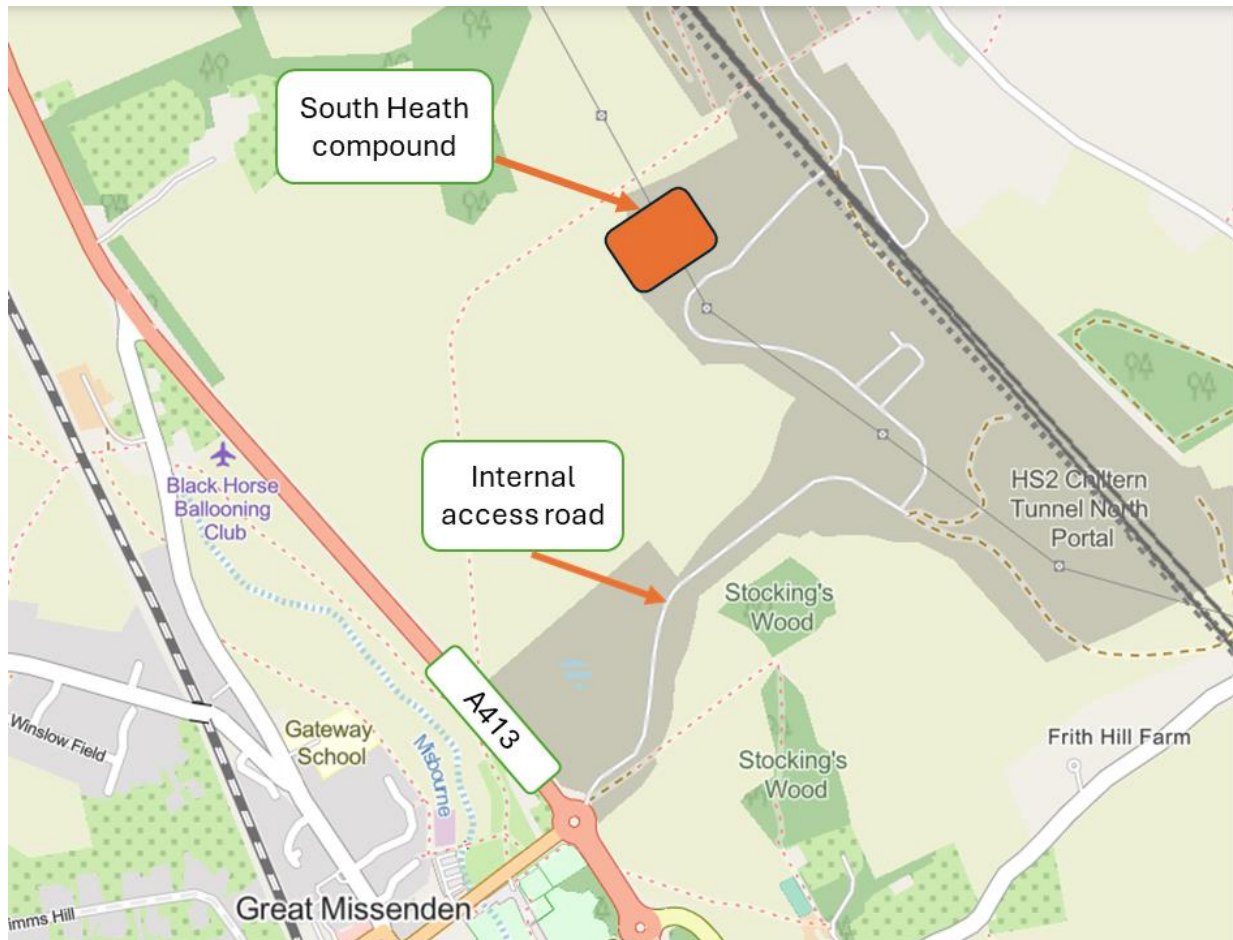 South Heath
compound
Internal
access road
Black Horse
Ballooning
Club
HS2 Chiltern
Tunnel North
Portal
Stocking's
Wood
A413
Winslow Field
Gateway
School
Misbourne
Stocking's
Wood
Frith Hill Farm
Great Missenden
imms Hill